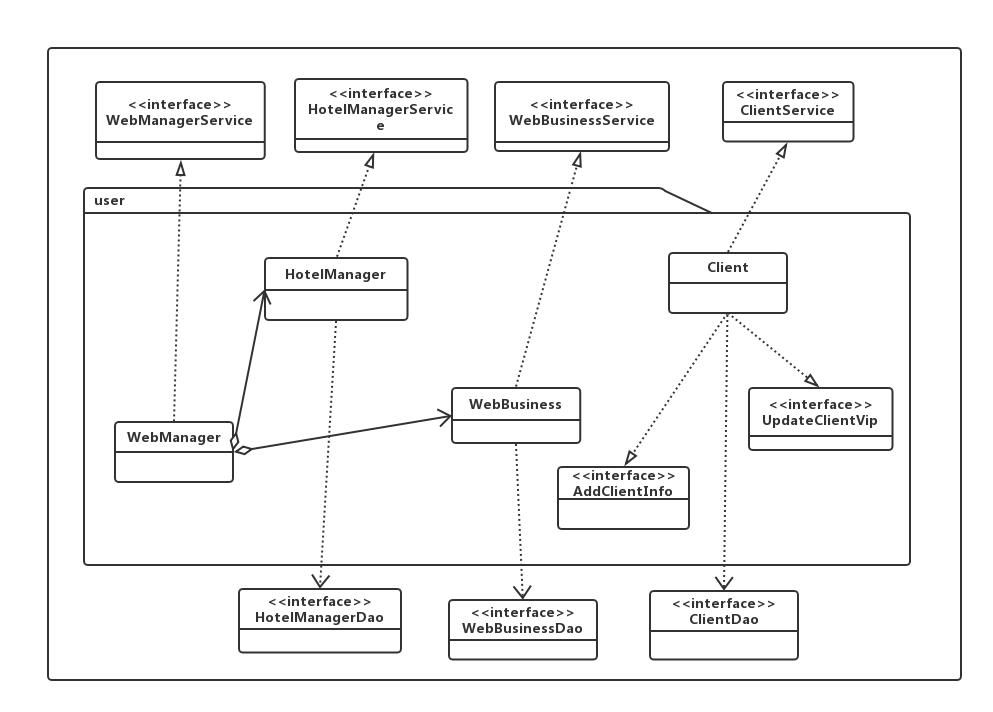 <<interface>>
WebManagerService
<<interface>>
HotelManagerServic
e
<<interface>>
WebBusinessService
<<interface>>
ClientService
user
HotelManager
Client
WebManager
WebBusiness
<<interface>>
UpdateClientVip
<<interface>>
AddClientInfo
<<interface>>
HotelManagerDao
<<interface>>
WebBusinessDao
<<interface>>
ClientDao